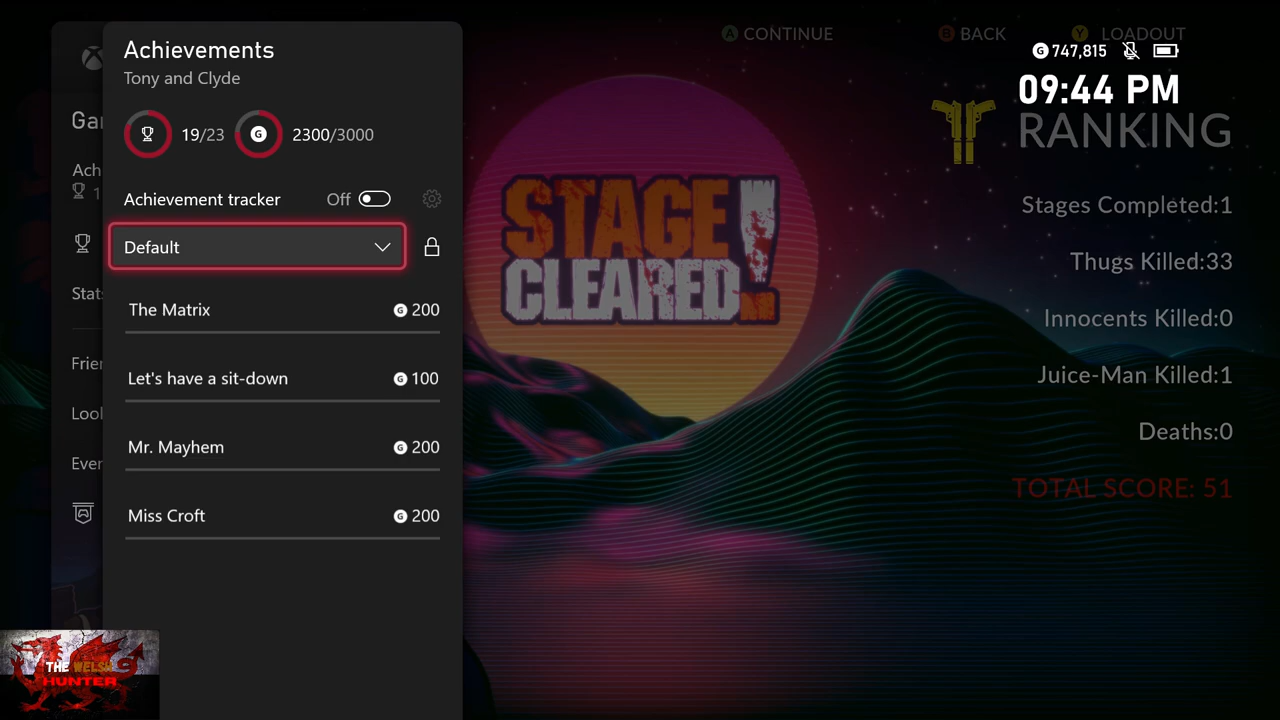 Achievements
Tony and Clyde
19/23
G
2300/3000
Achievement tracker
Off
Default
The Matrix
G 200
Let's have a sit-down
G 100
Mr. Mayhem
G 200
Miss Croft
G 200
A CONTINUE
B BACK
Y LOADOUT
G 747,815
09:44 PM
RANKING
STAGE
CLEARED!
Stages Completed:1
Thugs Killed:33
Innocents Killed:0
Juice-Man Killed:1
Deaths:0
TOTAL SCORE: 51
THE WELSH
HUNTER